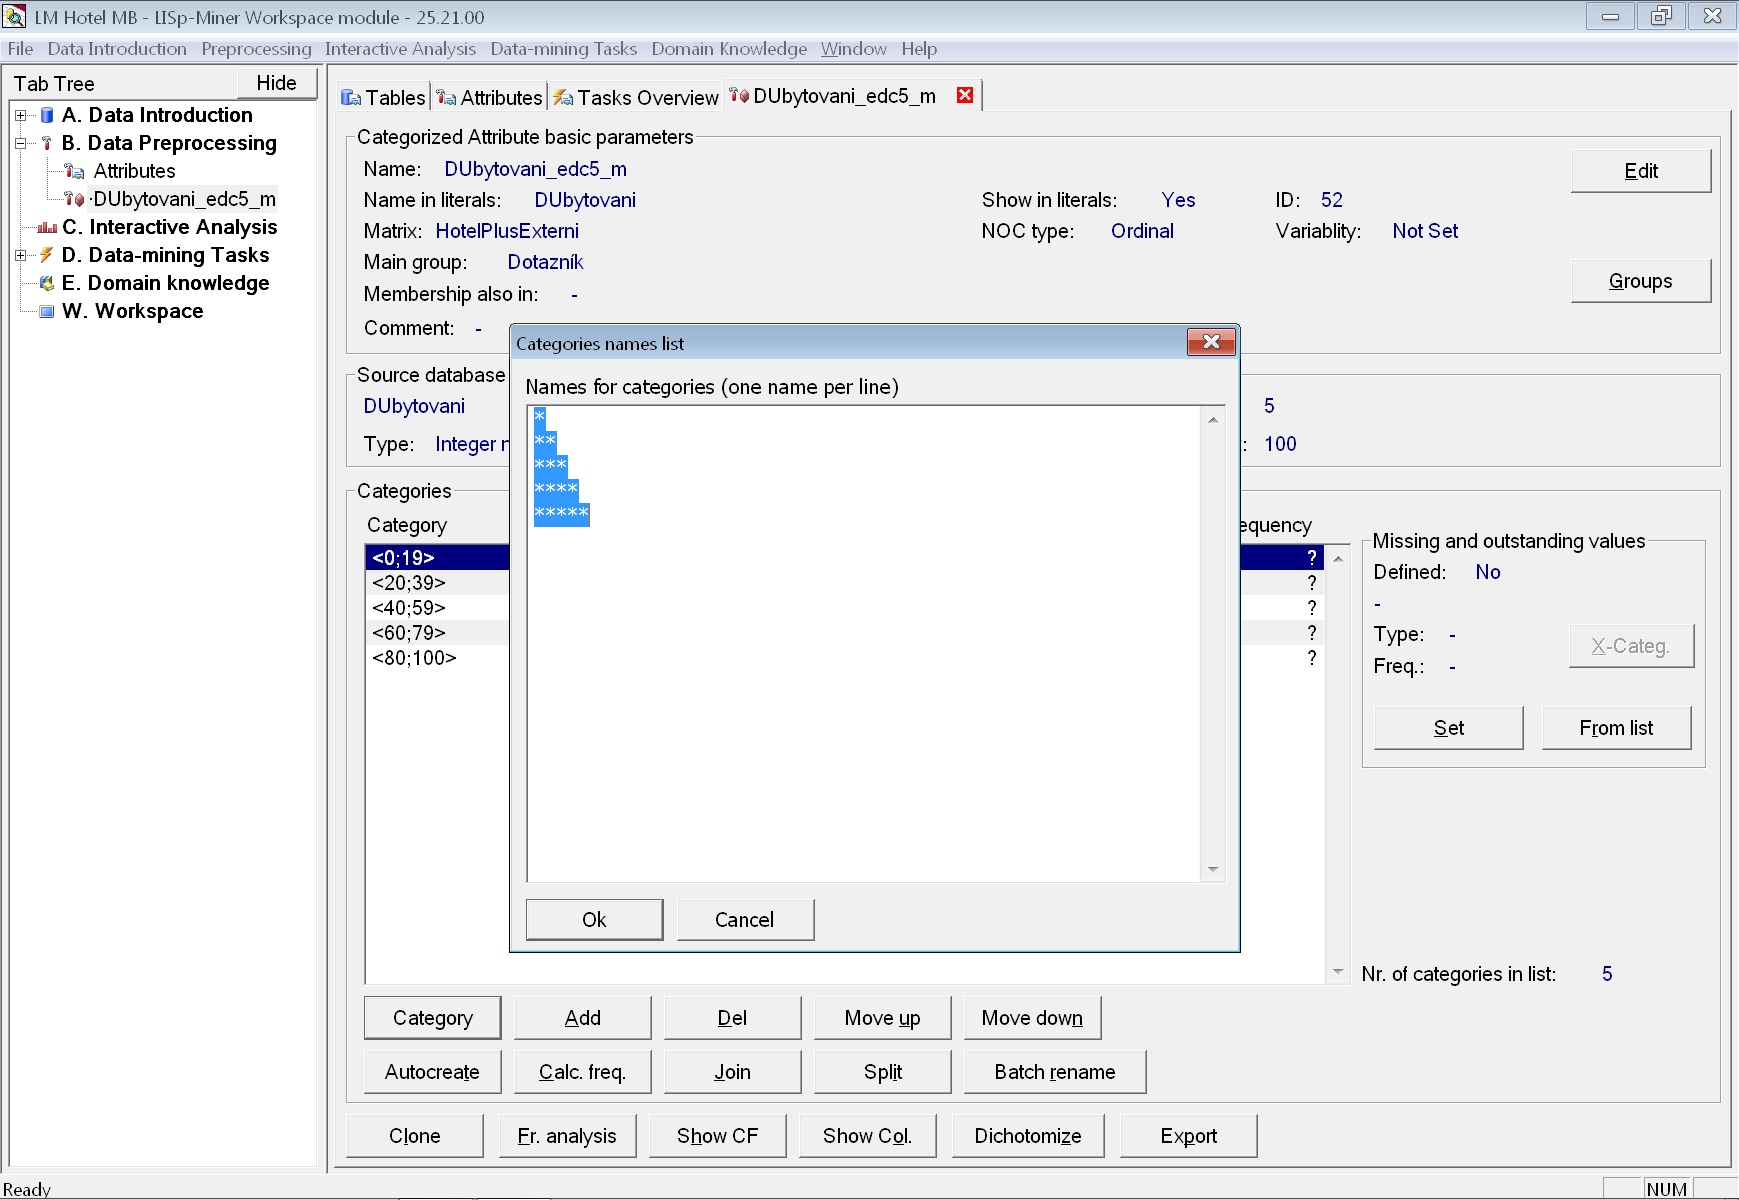 LM Hotel MB - LISp-Miner Workspace module - 25.21.00
File Data Introduction Preprocessing Interactive Analysis Data-mining Tasks Domain Knowledge Window Help
Tab Tree
Hide
A. Data Introduction
B. Data Preprocessing
Attributes
·DUbytovani_edc5_m
C. Interactive Analysis
D. Data-mining Tasks
E. Domain knowledge
W. Workspace
Tables Attributes Tasks Overview DUbytovani_edc5_m
Categorized Attribute basic parameters
Name: DUbytovani_edc5_m
Edit
Name in literals: DUbytovani Show in literals: Yes ID: 52
Matrix: HotelPlusExterni NOC type: Ordinal Variablity: Not Set
Main group: Dotazník
Groups
Membership also in: -
Comment: -
Categories names list
Names for categories (one name per line)
*
**
***
****
*****
Ok Cancel
Source database
DUbytovani 5
Type: Integer 100
Categories
Category
<0;19> ?
<20;39> ?
<40;59> ?
<60;79> ?
<80;100> ?
Missing and outstanding values
Defined: No
-
Type: -
X-Categ.
Freq.: -
Set From list
Nr. of categories in list: 5
Category Add Del Move up Move down
Autocreate Calc. freq. Join Split Batch rename
Clone Fr. analysis Show CF Show Col. Dichotomize Export
Ready NUM